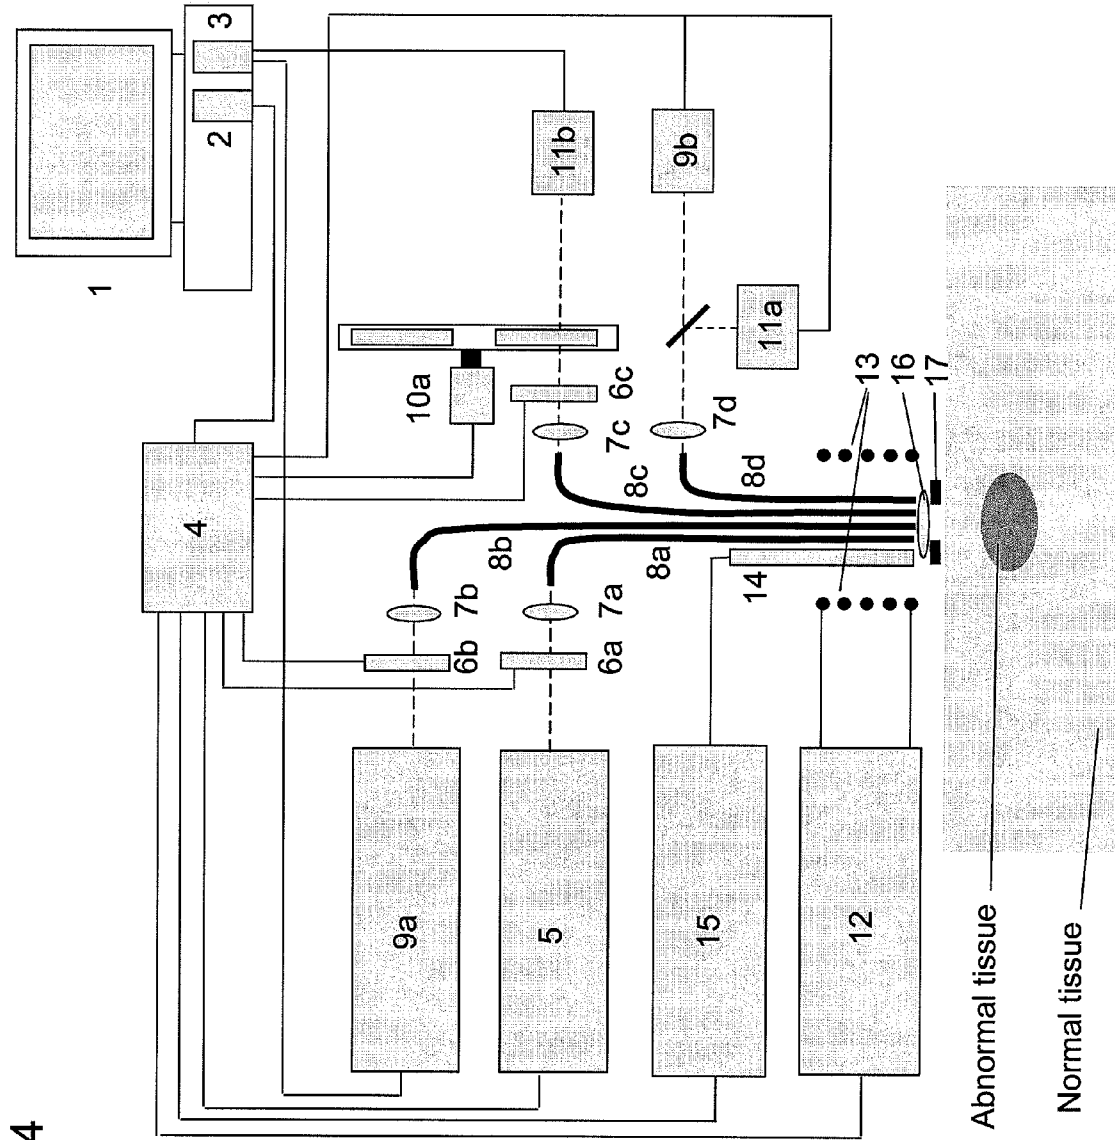 4
1
2
3
4
11b
9b
11a
10a
6c
7c
7d
8c
8d
8b
8a
7b
7a
6b
6a
14
13
16
17
9a
5
15
12
Abnormal tissue
Normal tissue